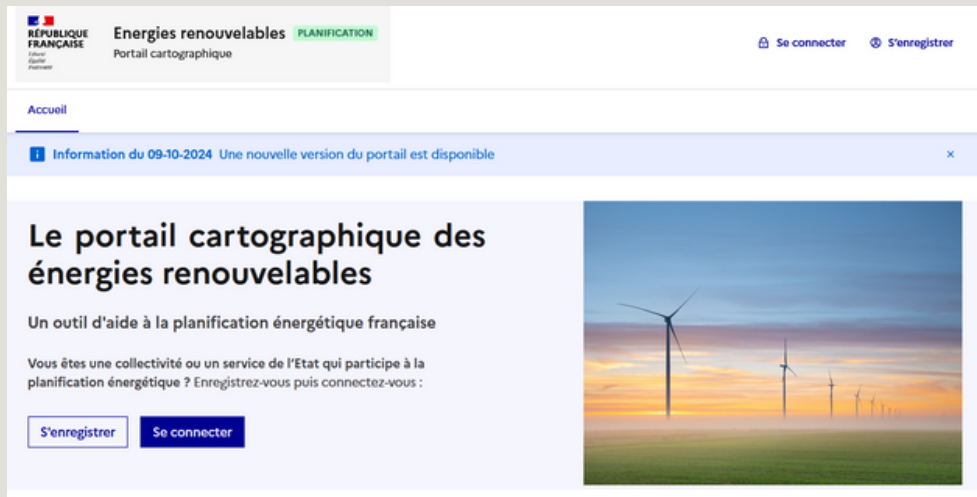 RÉPUBLIQUE
FRANÇAISE
Liberté
Égalité
Fraternité
Energies renouvelables PLANIFICATION
Portail cartographique
Se connecter S'enregistrer
Accueil
Information du 09-10-2024 Une nouvelle version du portail est disponible
Le portail cartographique des
énergies renouvelables
Un outil d'aide à la planification énergétique française
Vous êtes une collectivité ou un service de l'Etat qui participe à la
planification énergétique ? Enregistrez-vous puis connectez-vous :
S'enregistrer Se connecter